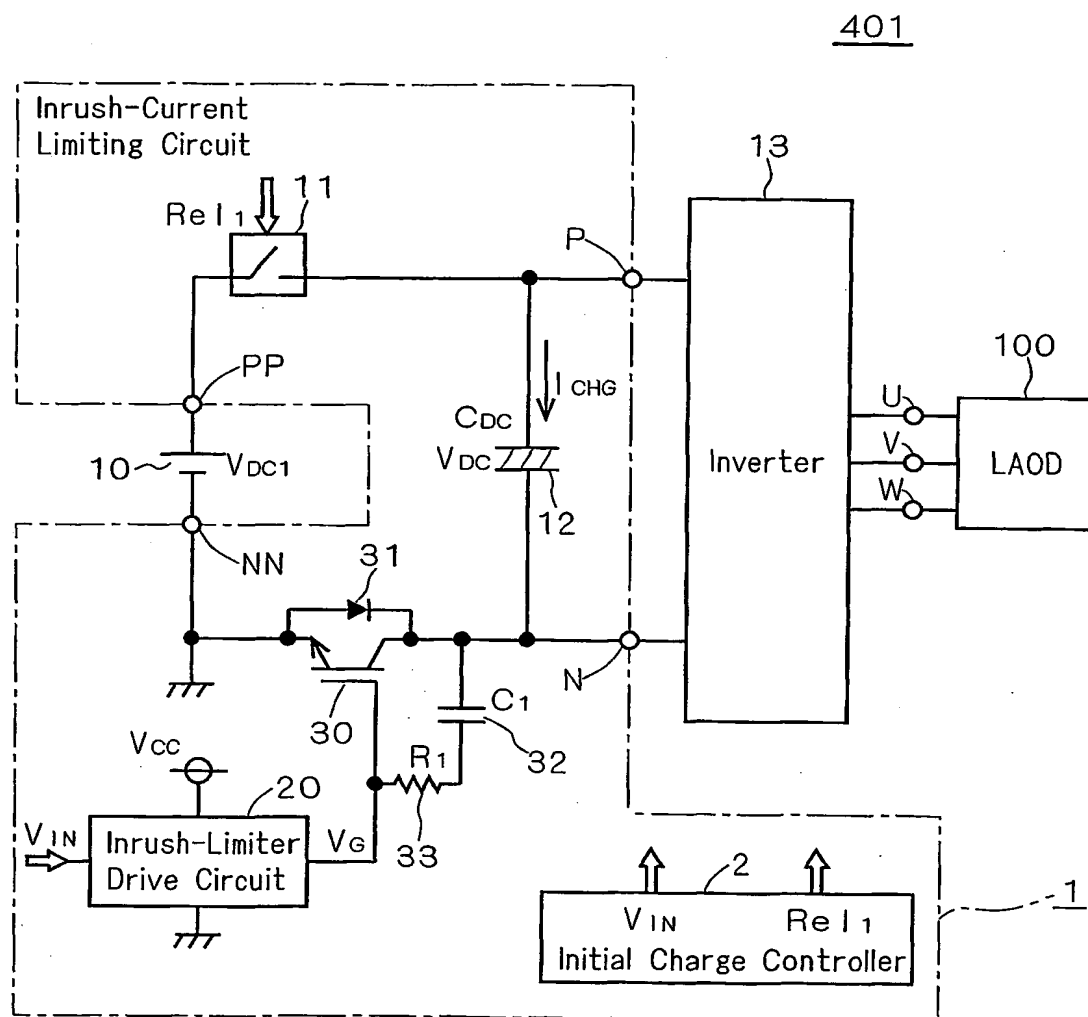 401
Inrush-Current
Limiting Circuit
13
11
Rel1
P
PP
100
ICHG
U
CDC
V
10
VDC1
VDC
Inverter
LAOD
W
12
NN
31
N
30
C1
32
VCC
R1
20
VIN
Inrush-Limiter
Drive Circuit
VG
33
2
1
VIN
Rel1
Initial Charge Controller